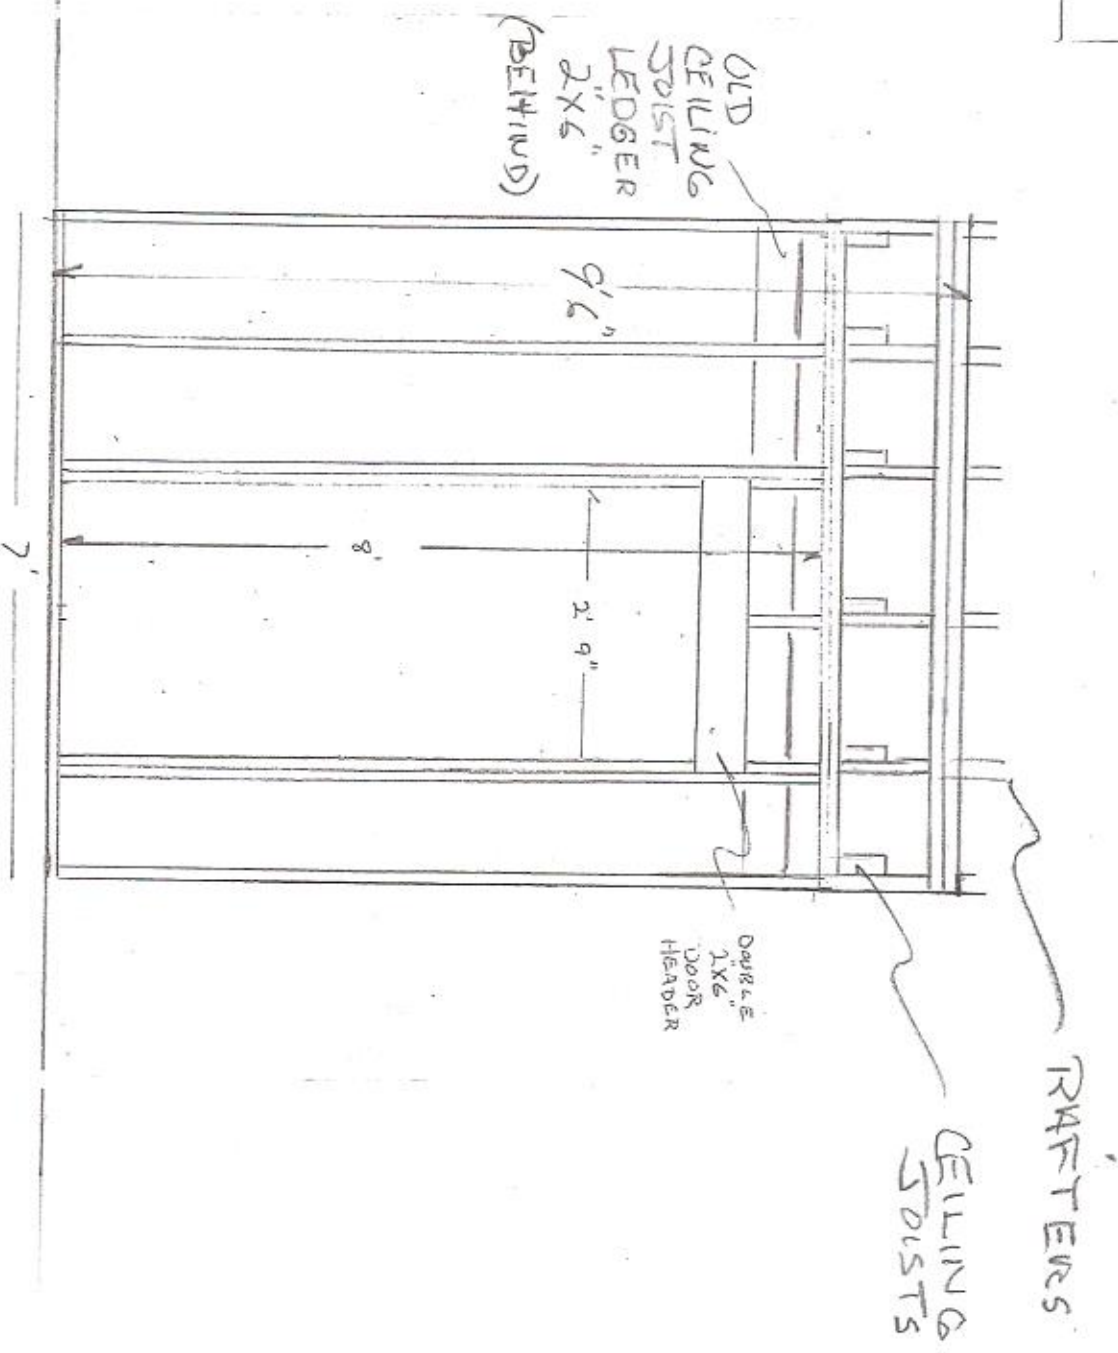 OLD
CEILING
JOIST
LEDGER
2"X6"
(BEHIND)
9'6"
8'
2' 9"
7'
DOUBLE
2"X6"
DOOR
HEADER
RAFTERS
CEILING
JOISTS